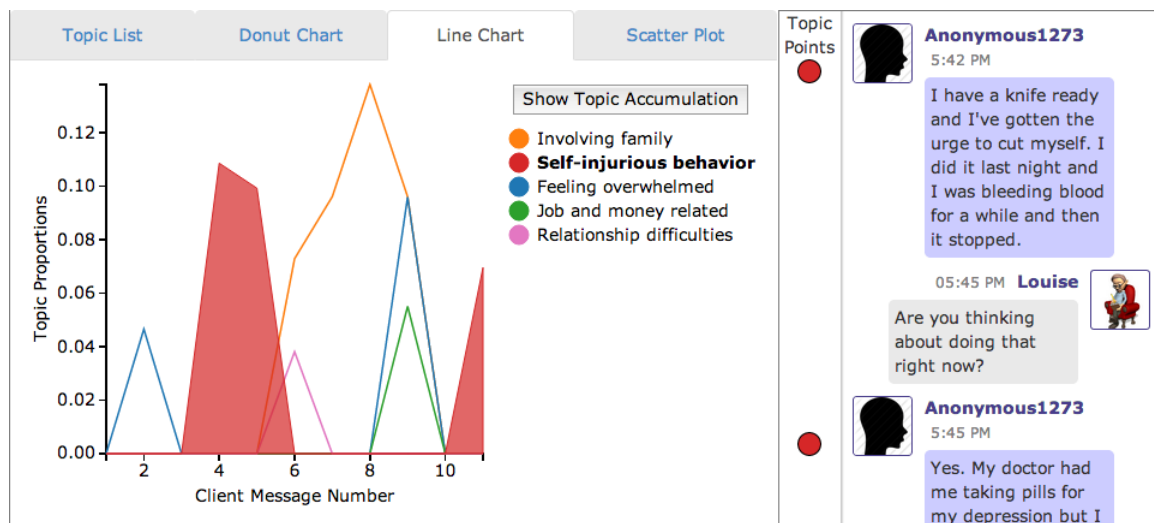 Topic List
Donut Chart
Line Chart
Scatter Plot
Show Topic Accumulation
Involving family
Self-injurious behavior
Feeling overwhelmed
Job and money related
Relationship difficulties
Topic Proportions
0.12
0.10
0.08
0.06
0.04
0.02
0.00
2
4
6
8
10
Client Message Number
Topic
Points
Anonymous1273
5:42 PM
I have a knife ready
and I've gotten the
urge to cut myself. I
did it last night and
I was bleeding blood
for a while and then
it stopped.
05:45 PM Louise
Are you thinking
about doing that
right now?
Anonymous1273
5:45 PM
Yes. My doctor had
me taking pills for
my depression but I